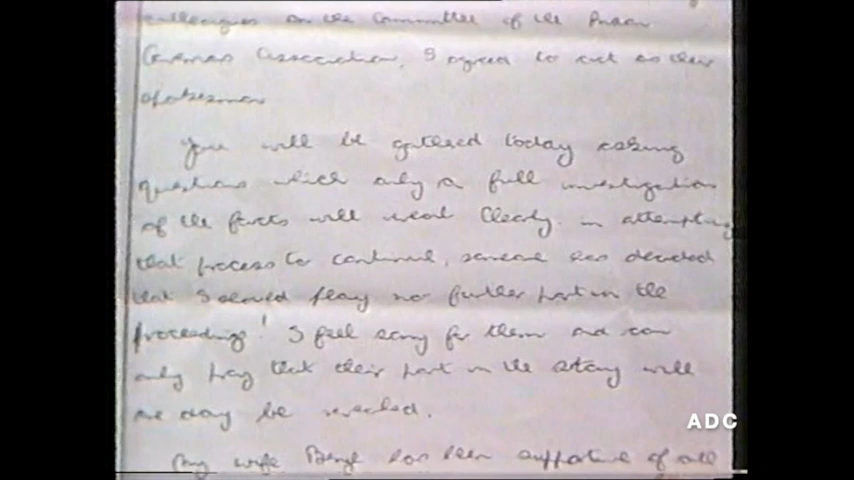 colleagues on the Committee of the Prison
Governors Association, I agreed to act as their
spokesman
You will be gathered today asking
questions which only a full investigation
of the facts will reveal clearly. in attempting
that process to continue, someone has decided
that I should play no further part in the
proceedings! I feel sorry for them and can
only pray that their part in the story will
one day be revealed.
My wife Beryl has been supportive of all
ADC